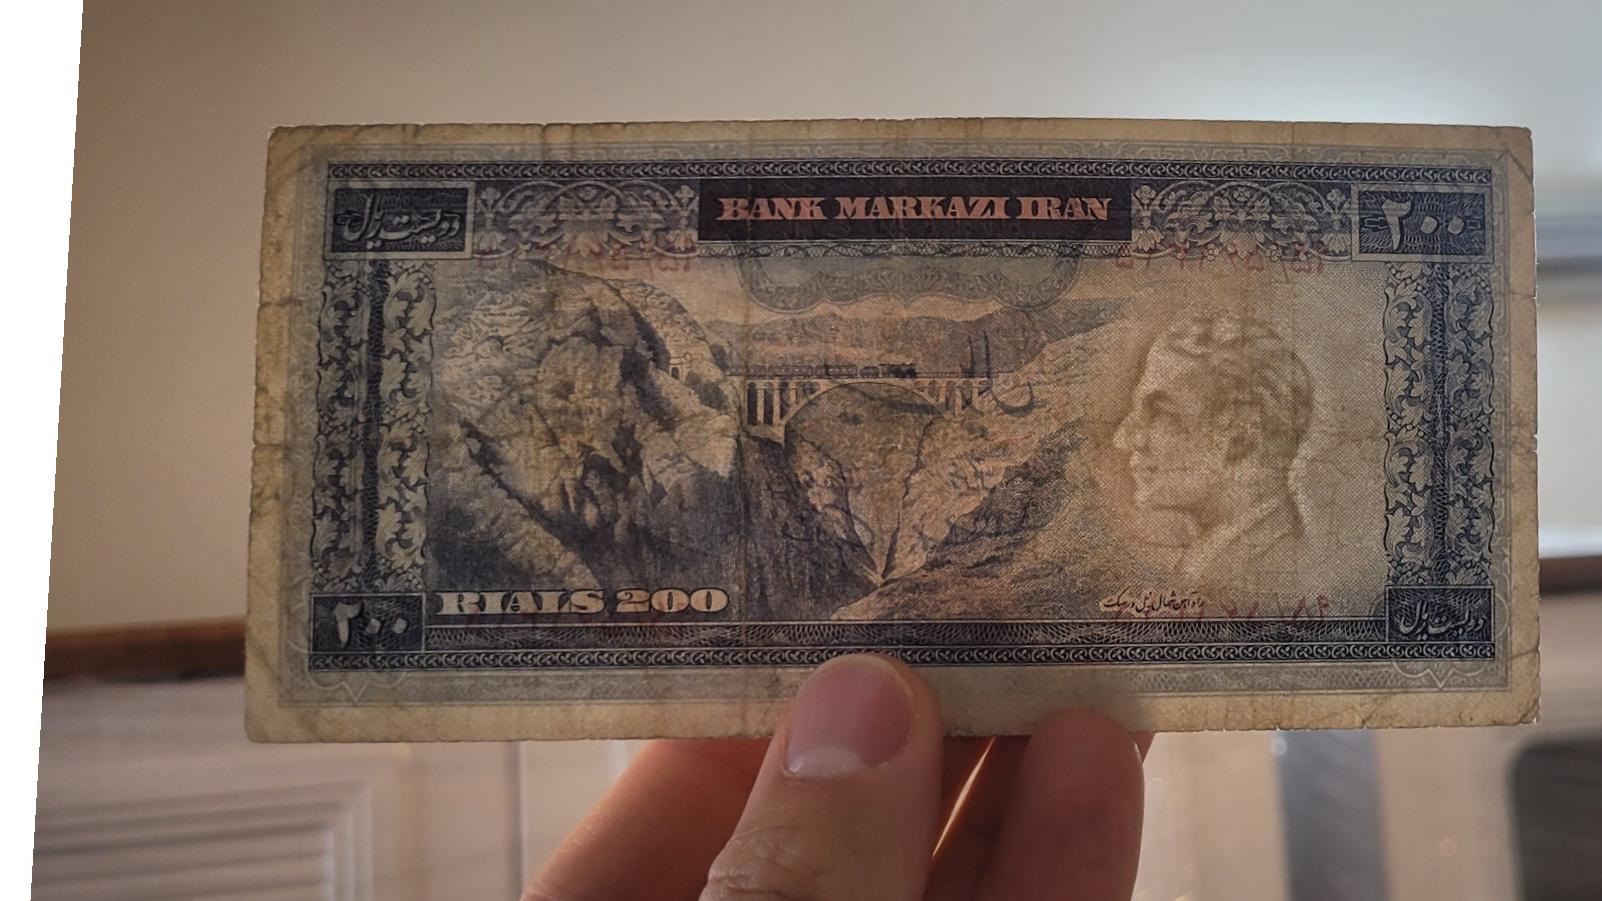 دویست ریال
BANK MARKAZI IRAN
۲۰۰
RIALS 200
راه آهن شمال پل ورسک
۲۰۰
دویست ریال